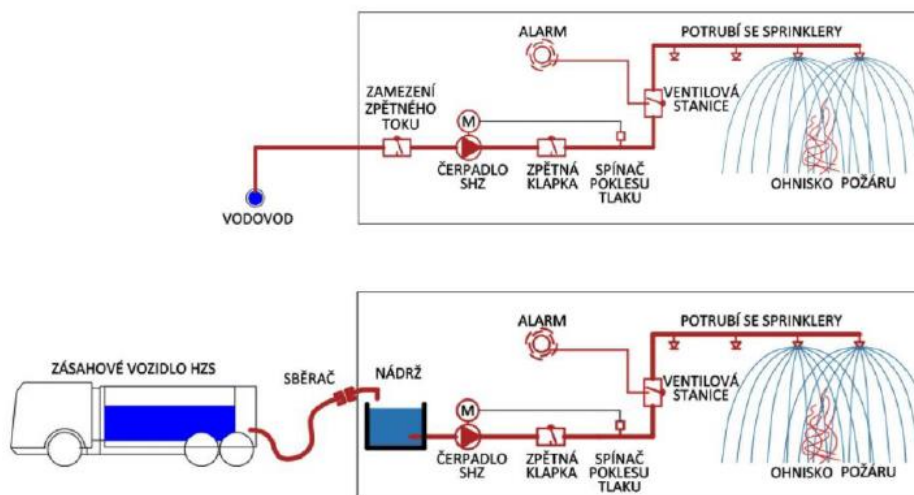 ALARM
POTRUBÍ SE SPRINKLERY
ZAMEZENÍ
ZPĚTNÉHO
TOKU
VENTILOVÁ
STANICE
M
ČERPADLO
SHZ
ZPĚTNÁ
KLAPKA
SPÍNAČ
POKLESU
TLAKU
OHNISKO POŽÁRU
VODOVOD
ALARM
POTRUBÍ SE SPRINKLERY
ZÁSAHOVÉ VOZIDLO HZS
SBĚRAČ
NÁDRŽ
VENTILOVÁ
STANICE
M
ČERPADLO
SHZ
ZPĚTNÁ
KLAPKA
SPÍNAČ
POKLESU
TLAKU
OHNISKO POŽÁRU